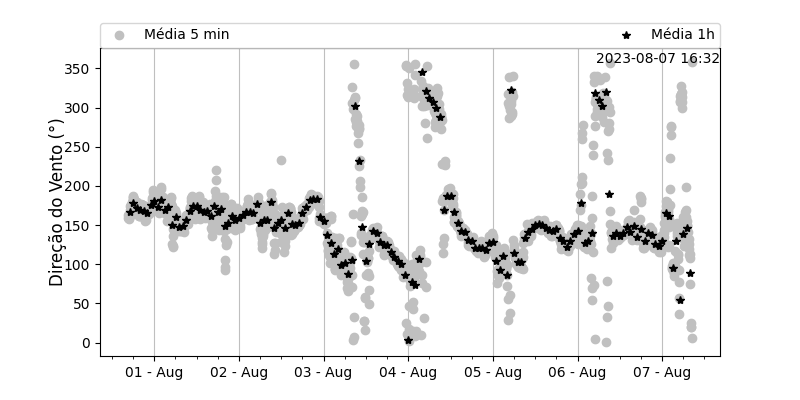 Média 5 min
Média 1h
2023-08-07 16:32
Direção do Vento (°)
350
300
250
200
150
100
50
0
01 - Aug
02 - Aug
03 - Aug
04 - Aug
05 - Aug
06 - Aug
07 - Aug